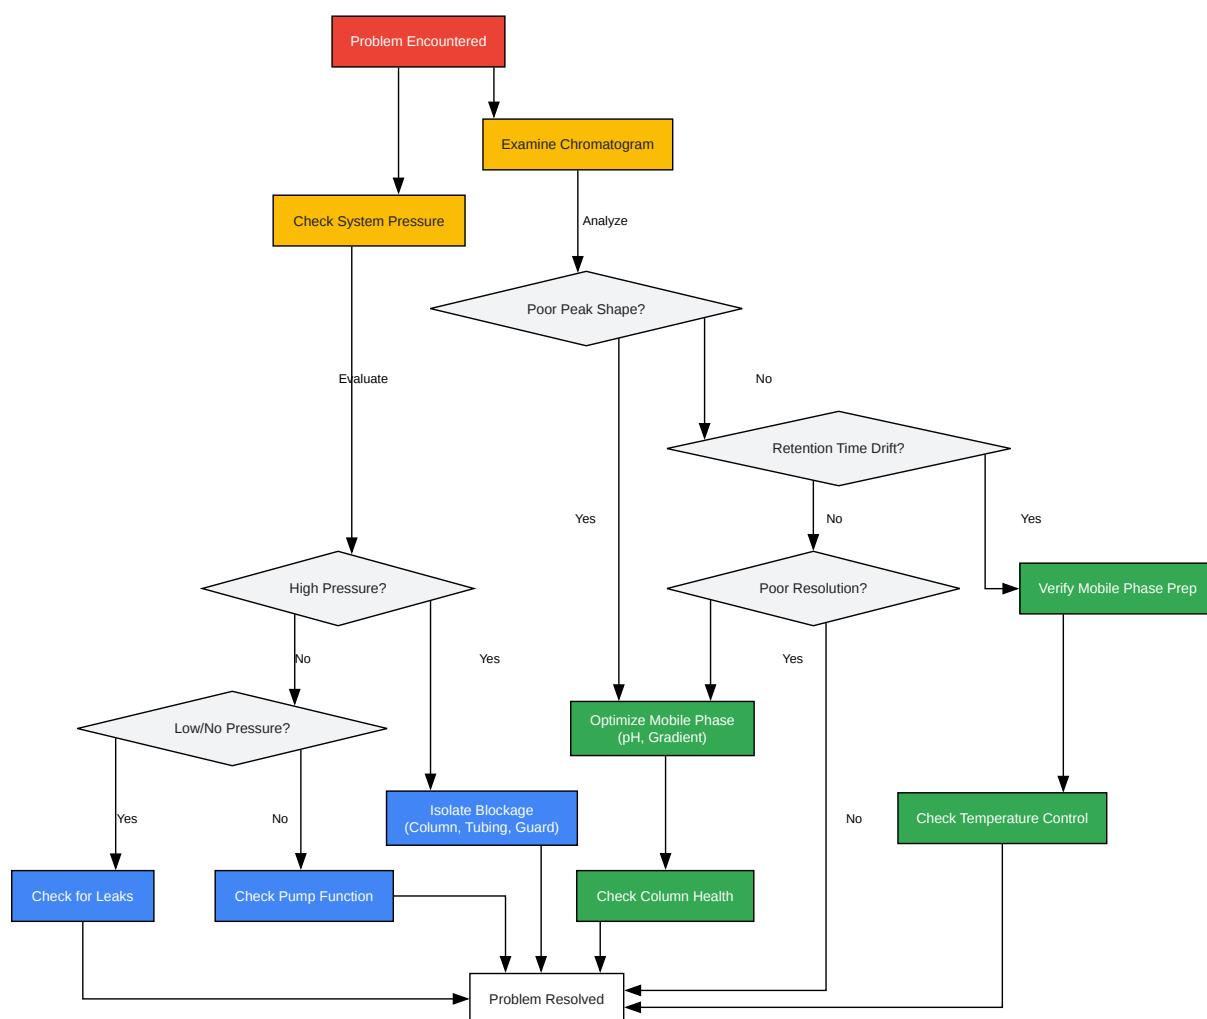 Problem Encountered
Examine Chromatogram
Check System Pressure
Analyze
Poor Peak Shape?
Evaluate
No
Retention Time Drift?
Yes
No
Yes
High Pressure?
Poor Resolution?
Verify Mobile Phase Prep
No
Yes
Yes
Low/No Pressure?
Optimize Mobile Phase
(pH, Gradient)
Isolate Blockage
(Column, Tubing, Guard)
Yes
No
No
Check Temperature Control
Check for Leaks
Check Pump Function
Check Column Health
Problem Resolved